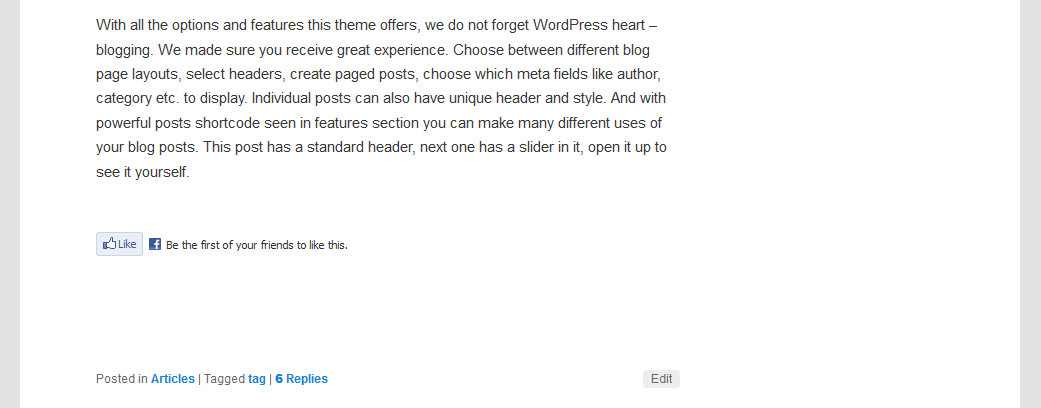 With all the options and features this theme offers, we do not forget WordPress heart –
blogging. We made sure you receive great experience. Choose between different blog
page layouts, select headers, create paged posts, choose which meta fields like author,
category etc. to display. Individual posts can also have unique header and style. And with
powerful posts shortcode seen in features section you can make many different uses of
your blog posts. This post has a standard header, next one has a slider in it, open it up to
see it yourself.
Like Be the first of your friends to like this.
Posted in Articles | Tagged tag | 6 Replies Edit